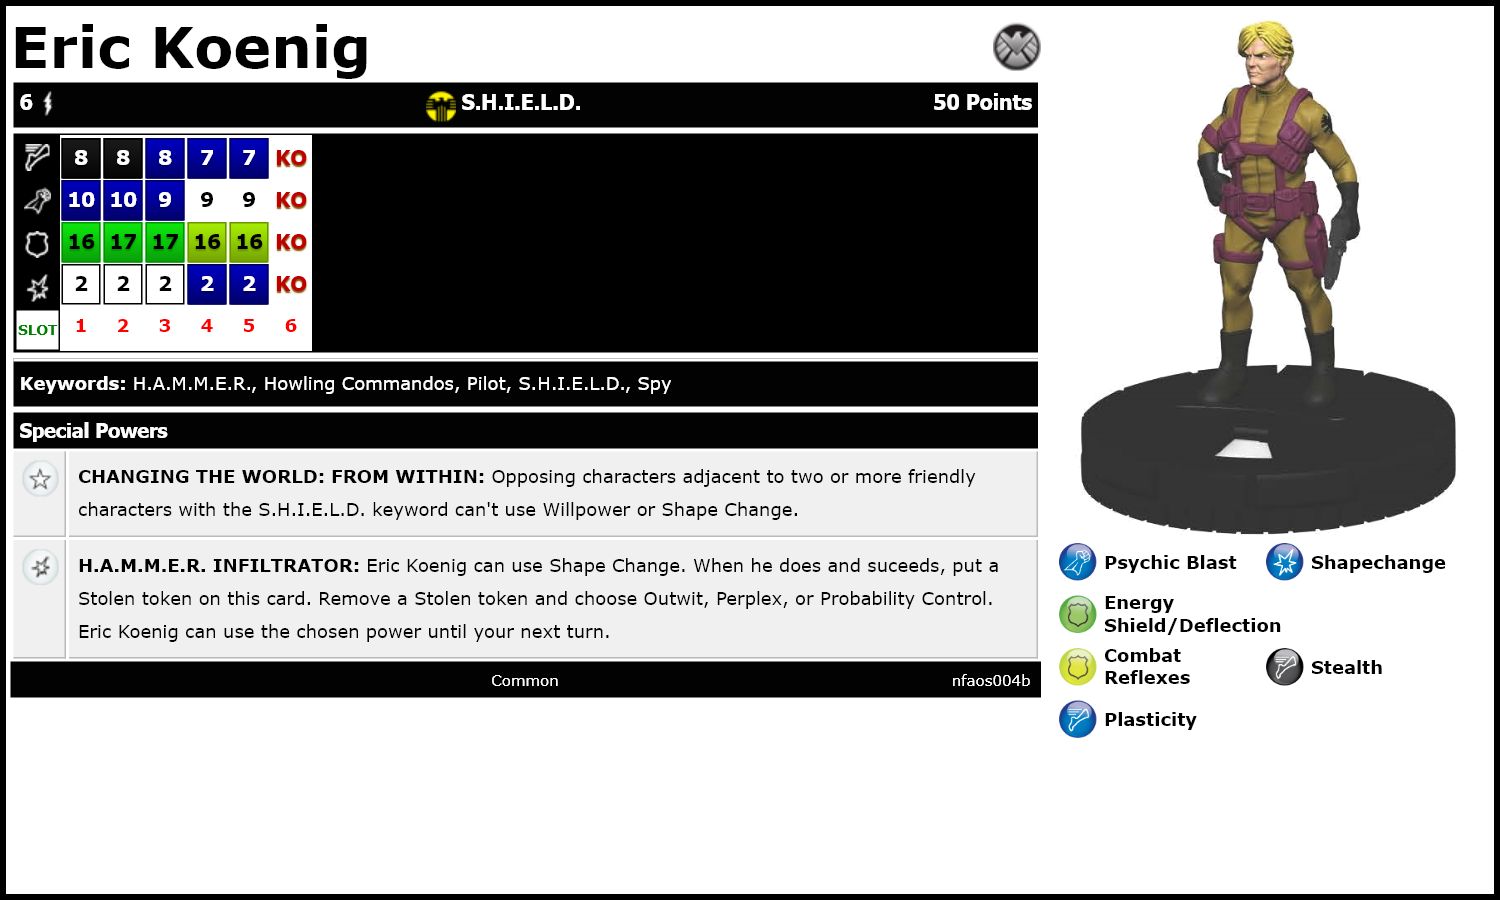 Eric Koenig
6 S.H.I.E.L.D. 50 Points
8 8 8 7 7 KO
10 10 9 9 9 KO
16 17 17 16 16 KO
2 2 2 2 2 KO
SLOT 1 2 3 4 5 6
Keywords: H.A.M.M.E.R., Howling Commandos, Pilot, S.H.I.E.L.D., Spy
Special Powers
CHANGING THE WORLD: FROM WITHIN: Opposing characters adjacent to two or more friendly
characters with the S.H.I.E.L.D. keyword can't use Willpower or Shape Change.
H.A.M.M.E.R. INFILTRATOR: Eric Koenig can use Shape Change. When he does and suceeds, put a
Stolen token on this card. Remove a Stolen token and choose Outwit, Perplex, or Probability Control.
Eric Koenig can use the chosen power until your next turn.
Common nfaos004b
Psychic Blast Shapechange
Energy
Shield/Deflection
Combat
Reflexes
Stealth
Plasticity